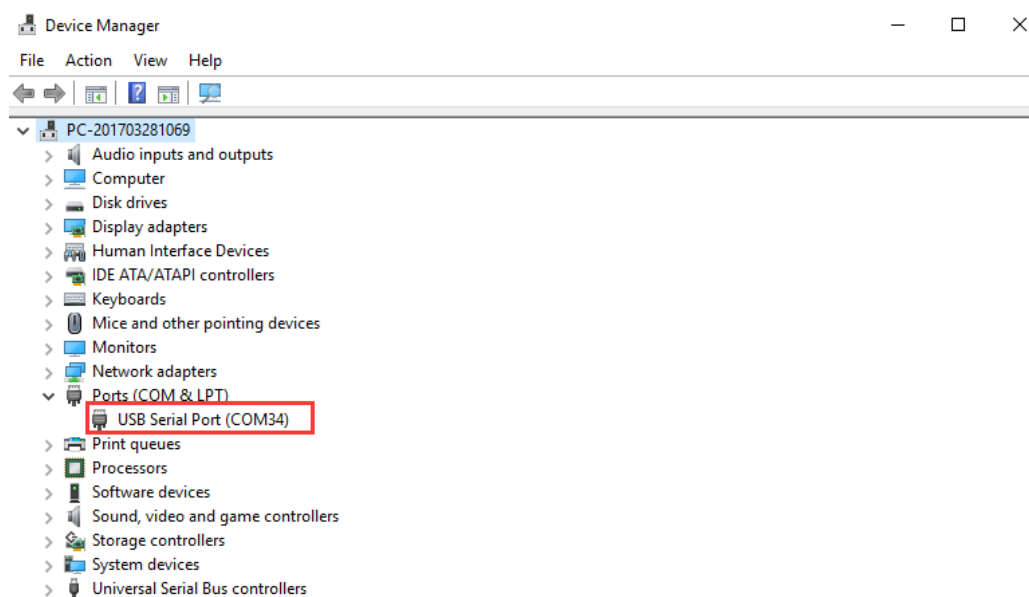 Device Manager
File Action View Help
PC-201703281069
Audio inputs and outputs
Computer
Disk drives
Display adapters
Human Interface Devices
IDE ATA/ATAPI controllers
Keyboards
Mice and other pointing devices
Monitors
Network adapters
Ports (COM & LPT)
USB Serial Port (COM34)
Print queues
Processors
Software devices
Sound, video and game controllers
Storage controllers
System devices
Universal Serial Bus controllers